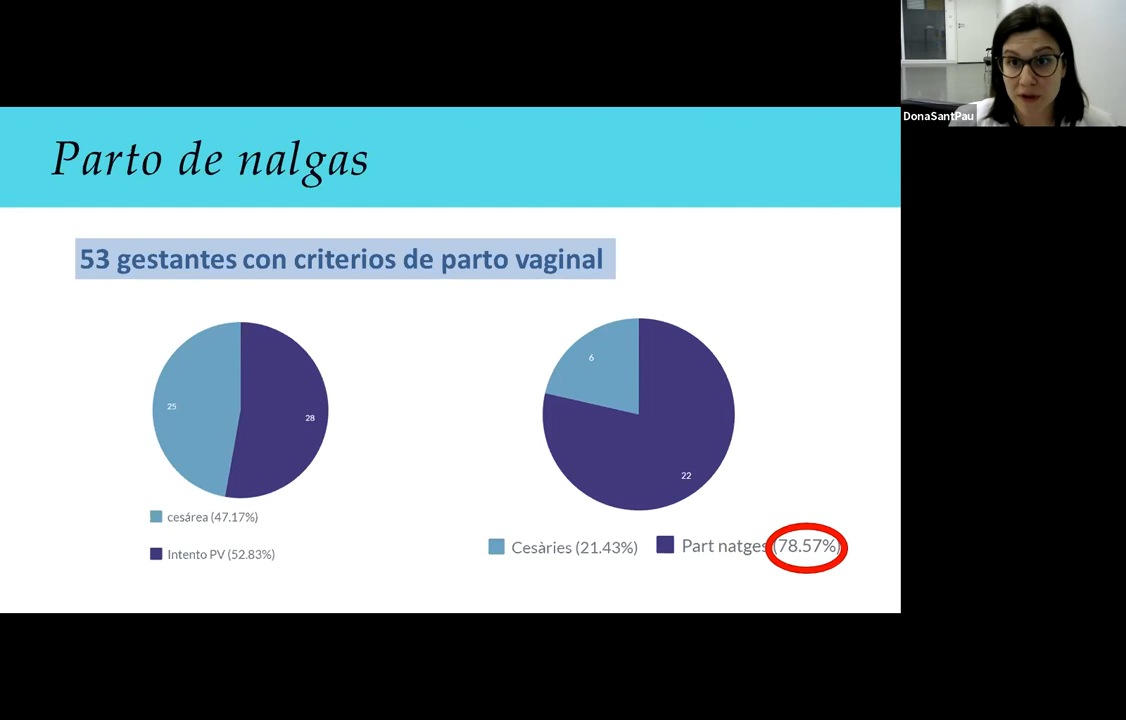 DonaSantPau
Parto de nalgas
53 gestantes con criterios de parto vaginal
25
28
cesárea (47.17%)
Intento PV (52.83%)
6
22
Cesàries (21.43%)
Part natges (78.57%)